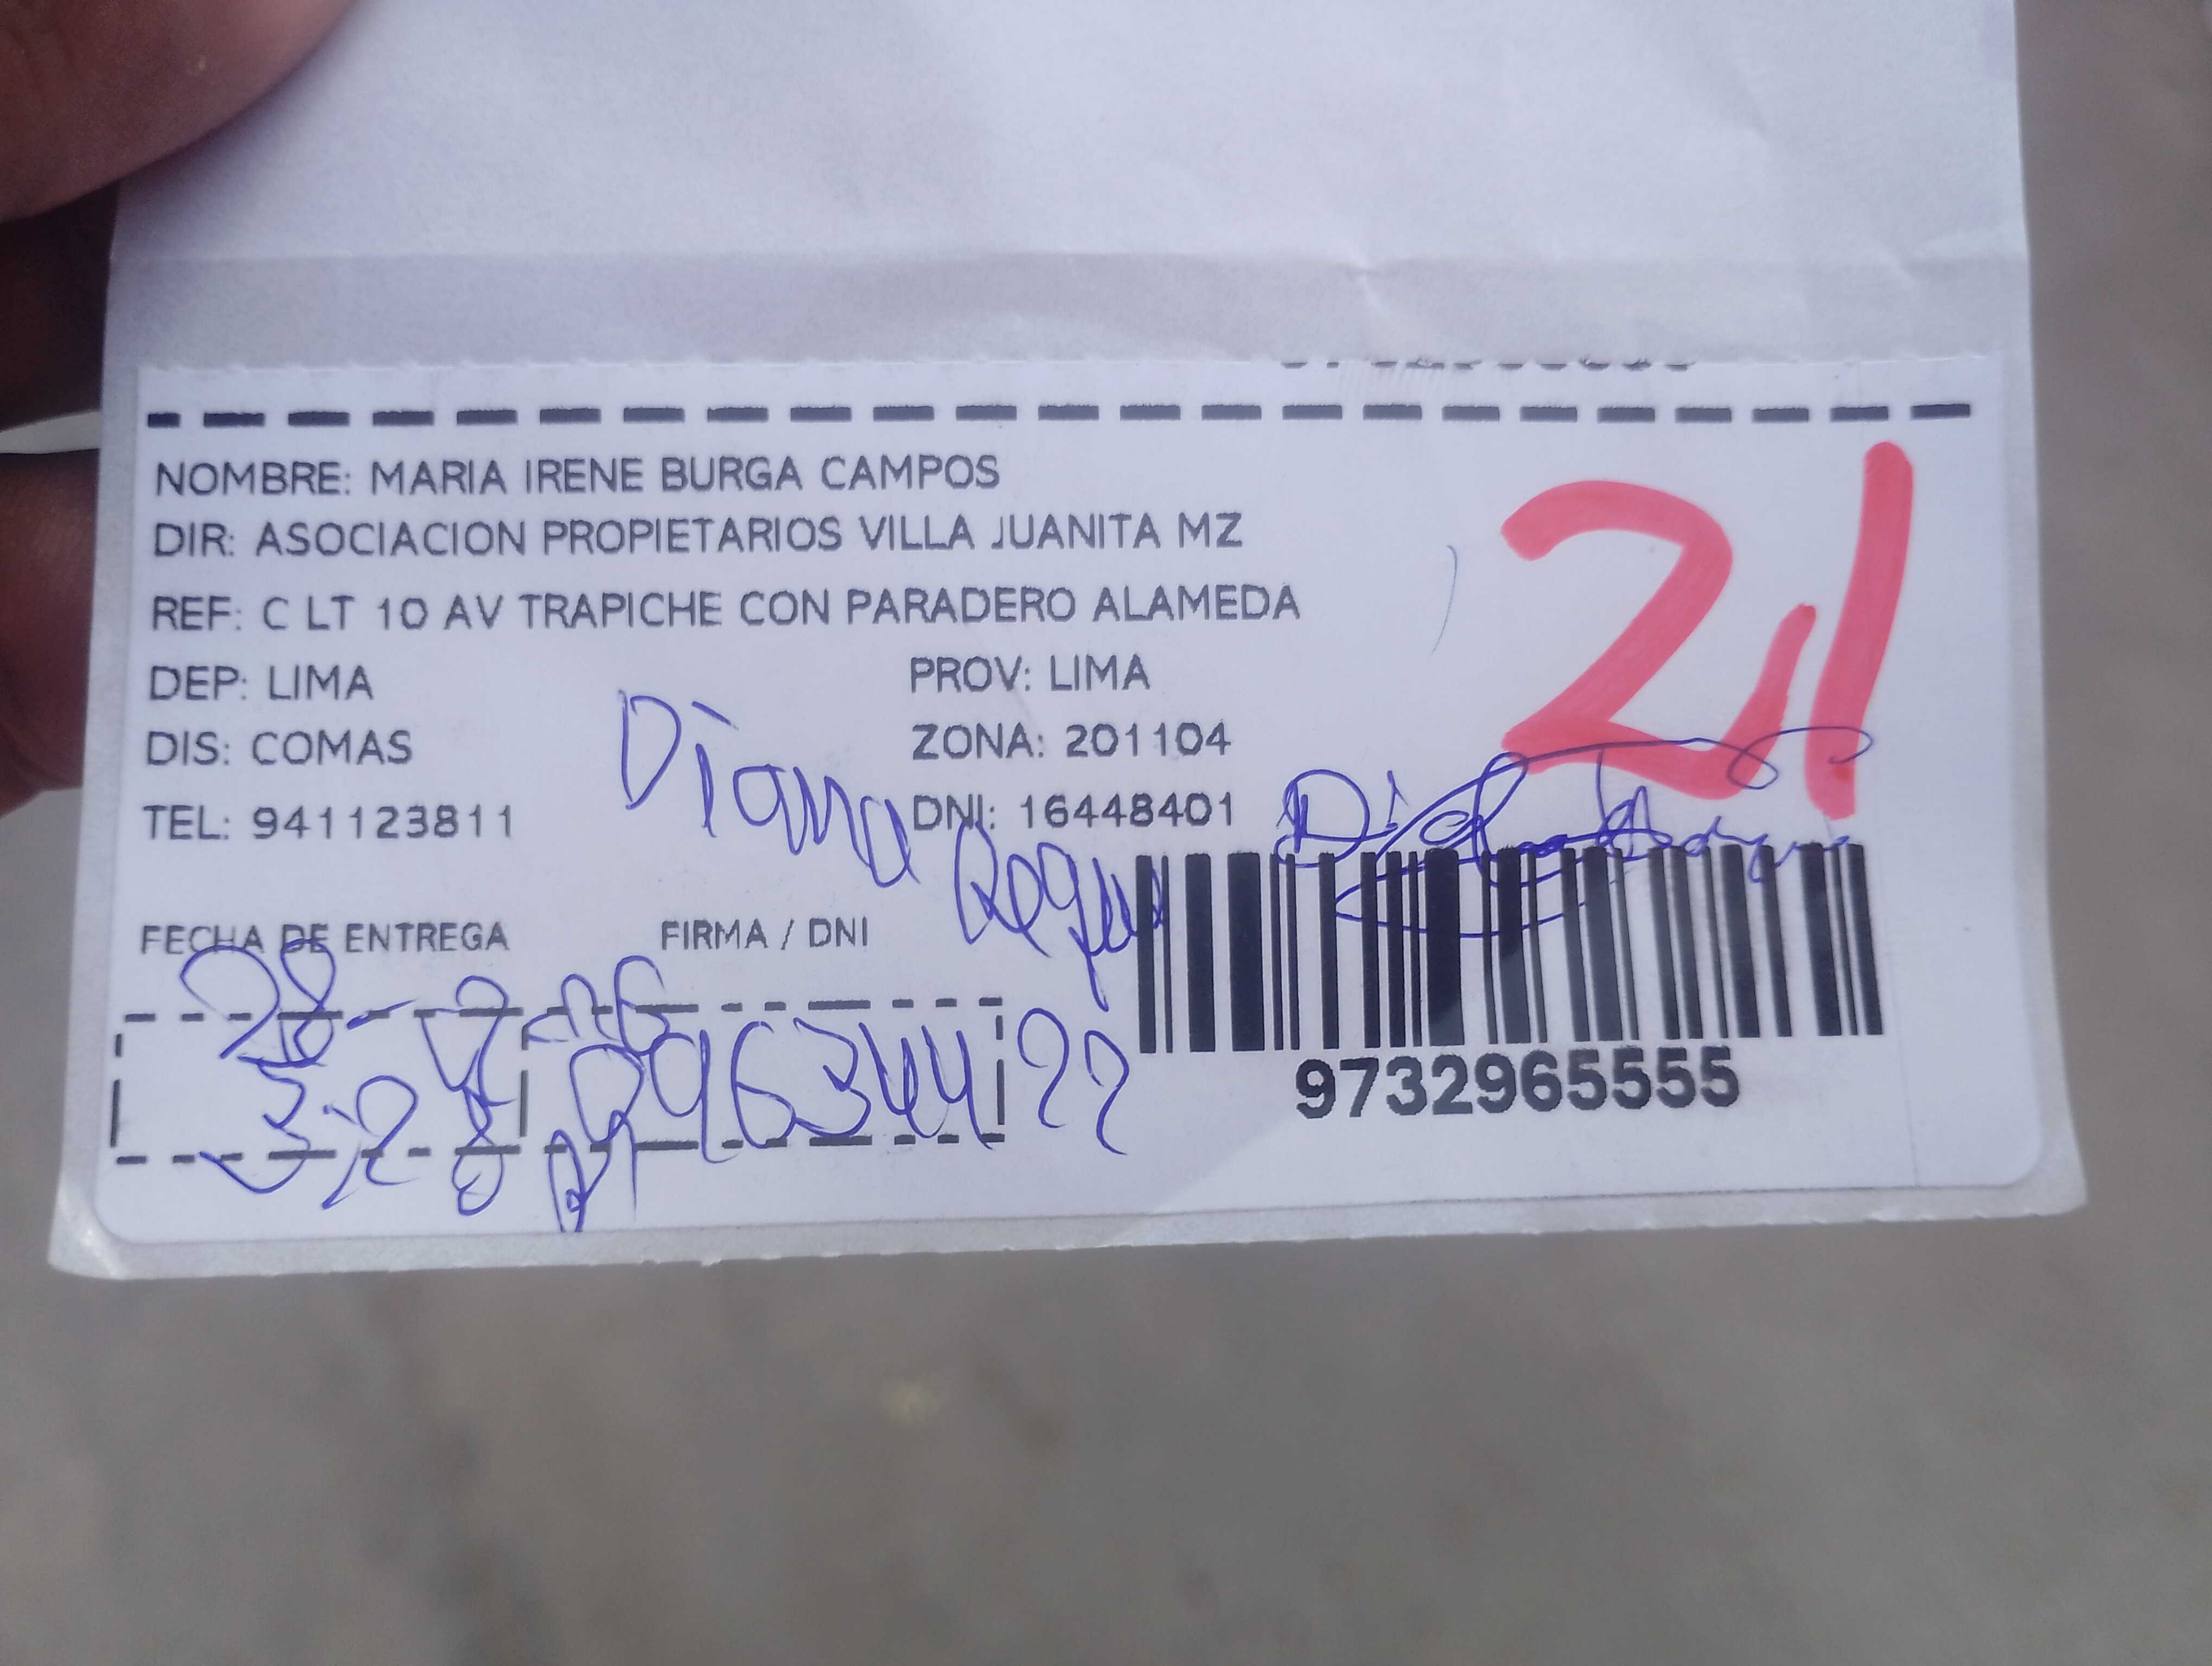 NOMBRE: MARIA IRENE BURGA CAMPOS
DIR: ASOCIACION PROPIETARIOS VILLA JUANITA MZ
REF: C LT 10 AV TRAPICHE CON PARADERO ALAMEDA
DEP: LIMA PROV: LIMA
DIS: COMAS ZONA: 201104
TEL: 941123811 DNI: 16448401
21
Diana
Roque
FECHA DE ENTREGA FIRMA / DNI
9732965555